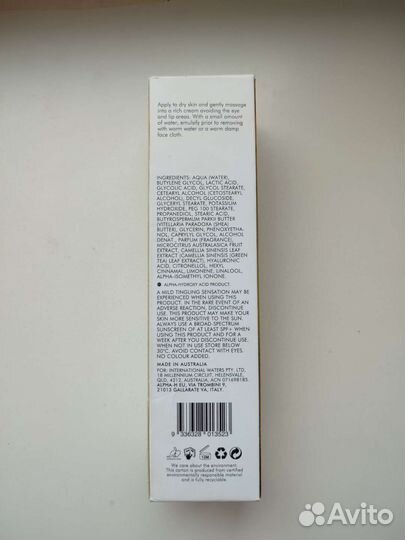 Apply to dry skin and gently massage
into a rich cream avoiding the eye
and lip areas. With a small amount
of water, emulsify prior to removing
with warm water or a warm damp
face cloth.
INGREDIENTS: AQUA (WATER),
BUTYLENE GLYCOL, LACTIC ACID,
GLYCOLIC ACID, GLYCOL STEARATE,
CETEARYL ALCOHOL (CETOSTEARYL
ALCOHOL), DECYL GLUCOSIDE,
GLYCERYL STEARATE, POTASSIUM
HYDROXIDE, PEG 100 STEARATE,
PROPANEDIOL, STEARIC ACID,
BUTYROSPERMUM PARKII BUTTER
(VITELLARIA PARADOXA (SHEA)
BUTTER), GLYCERIN, PHENOXYETHA-
NOL, CAPRYLYL GLYCOL, ALCOHOL
DENAT., PARFUM (FRAGRANCE),
MICROCITRUS AUSTRALASICA FRUIT
EXTRACT, CAMELLIA SINENSIS LEAF
EXTRACT (CAMELLIA SINENSIS (GREEN
TEA) LEAF EXTRACT), HYALURONIC
ACID, CITRONELLOL, HEXYL
CINNAMAL, LIMONENE, LINALOOL,
ALPHA-ISOMETHYL IONONE
ALPHA-HYDROXY ACID PRODUCT.
A MILD TINGLING SENSATION MAY BE
EXPERIENCED WHEN USING THIS
PRODUCT. IN THE RARE EVENT OF AN
ADVERSE REACTION, DISCONTINUE
USE. THIS PRODUCT MAY MAKE YOUR
SKIN MORE SENSITIVE TO THE SUN.
ALWAYS USE A BROAD-SPECTRUM
SUNSCREEN OF AT LEAST SPF+ WHEN
USING THIS PRODUCT AND FOR A
WEEK AFTER YOU DISCONTINUE USE.
WHEN NOT IN USE STORE BELOW
30°C. AVOID CONTACT WITH EYES.
NO COLOUR ADDED.
MADE IN AUSTRALIA
FOR: INTERNATIONAL WATERS PTY. LTD,
18 MILLENNIUM CIRCUIT, HELENSVALE,
QLD, 4212, AUSTRALIA, ACN 071698185.
ALPHA-H EU, VIA TROMBINI 9,
21013 GALLARATE VA, ITALY.
9 336328 013523
12M
We care about the environment.
This carton is produced from certified
environmentally responsible material
and is fully recyclable.
Avito